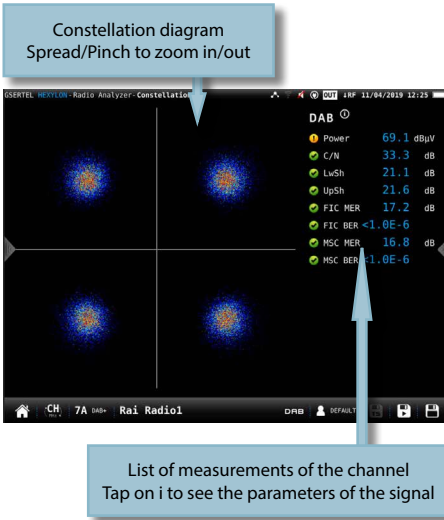 Constellation diagram
Spread/Pinch to zoom in/out
GSERTEL HEXYLON-Radio Analyzer-Constellatio
OUT ↓RF 11/04/2019 12:25
DAB i
! Power 69.1 dBµV
C/N 33.3 dB
LwSh 21.1 dB
UpSh 21.6 dB
FIC MER 17.2 dB
FIC BER <1.0E-6
MSC MER 16.8 dB
MSC BER <1.0E-6
CH 7A DAB+ Rai Radio1 DAB DEFAULT
List of measurements of the channel
Tap on i to see the parameters of the signal